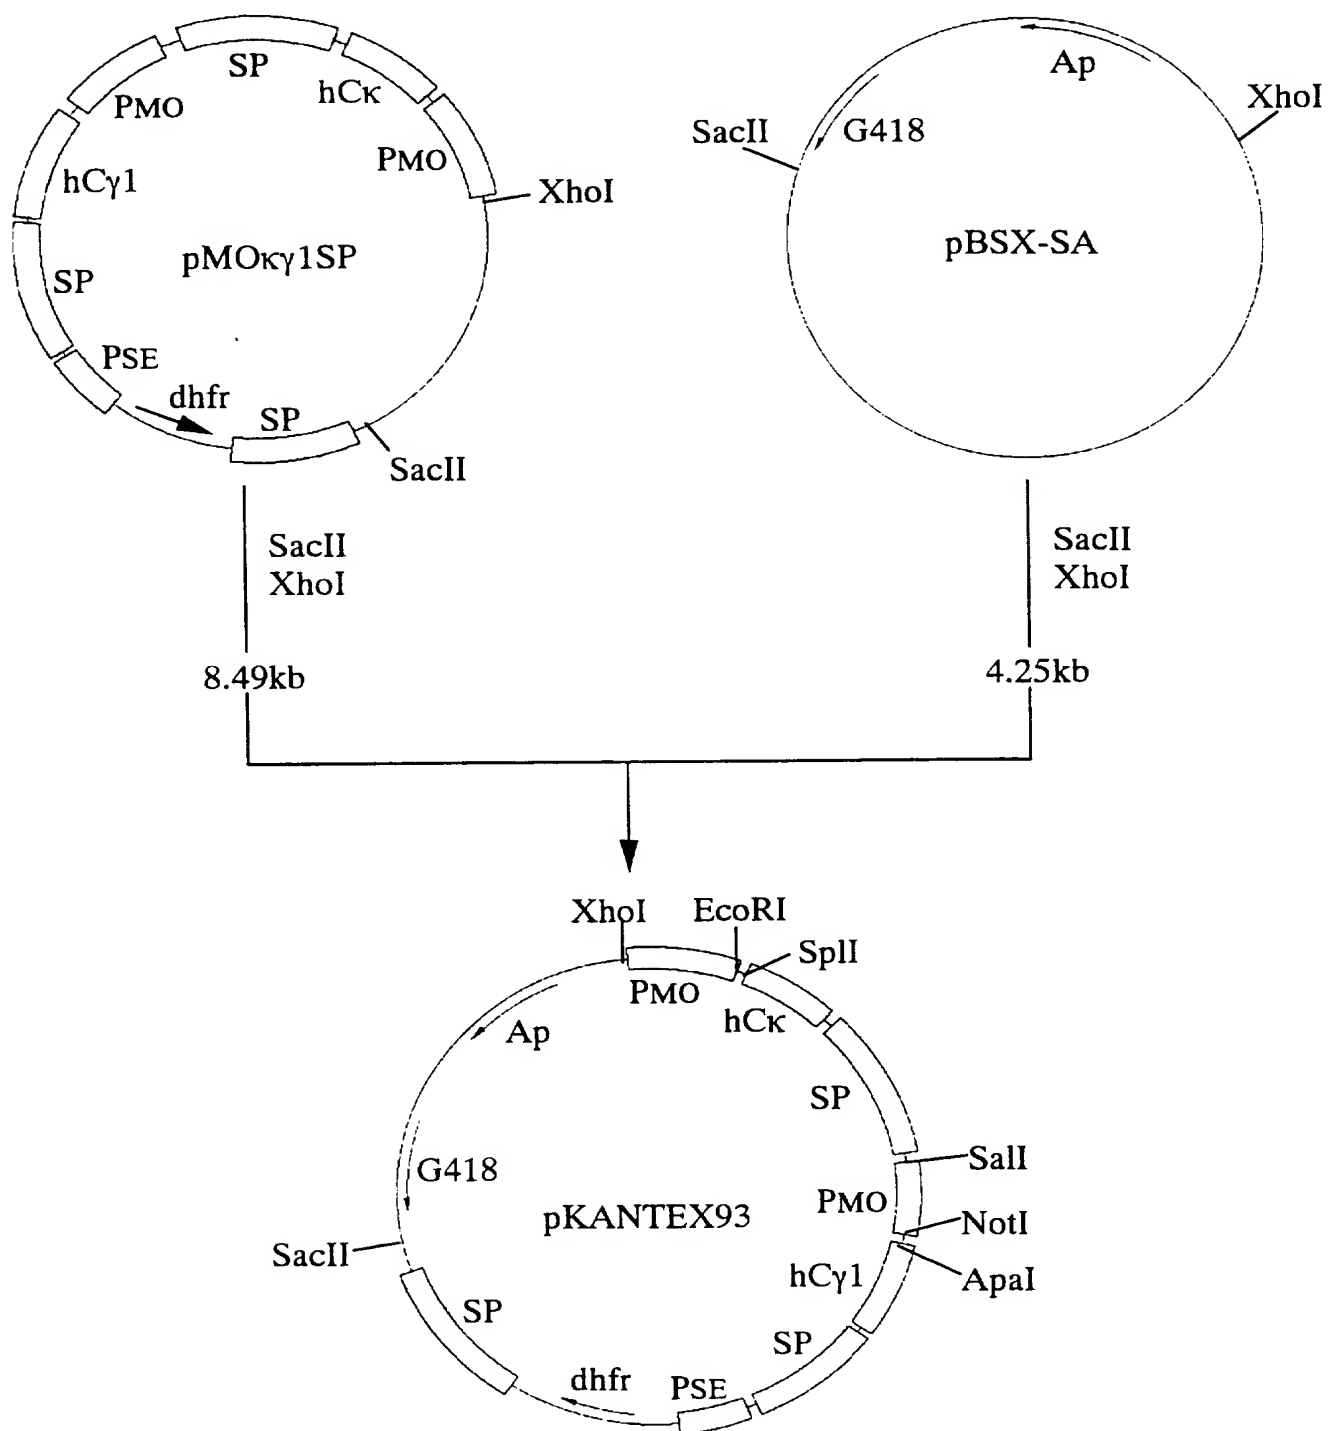 SP
hCκ
PMO
PMO
hCγ1
XhoI
pMOκγ1SP
SP
PSE
dhfr
SP
SacII
Ap
XhoI
SacII
G418
pBSX-SA
SacII
XhoI
8.49kb
SacII
XhoI
4.25kb
XhoI
EcoRI
SplI
PMO
hCκ
Ap
SP
SalI
G418
PMO
NotI
pKANTEX93
SacII
hCγ1
ApaI
SP
SP
dhfr
PSE